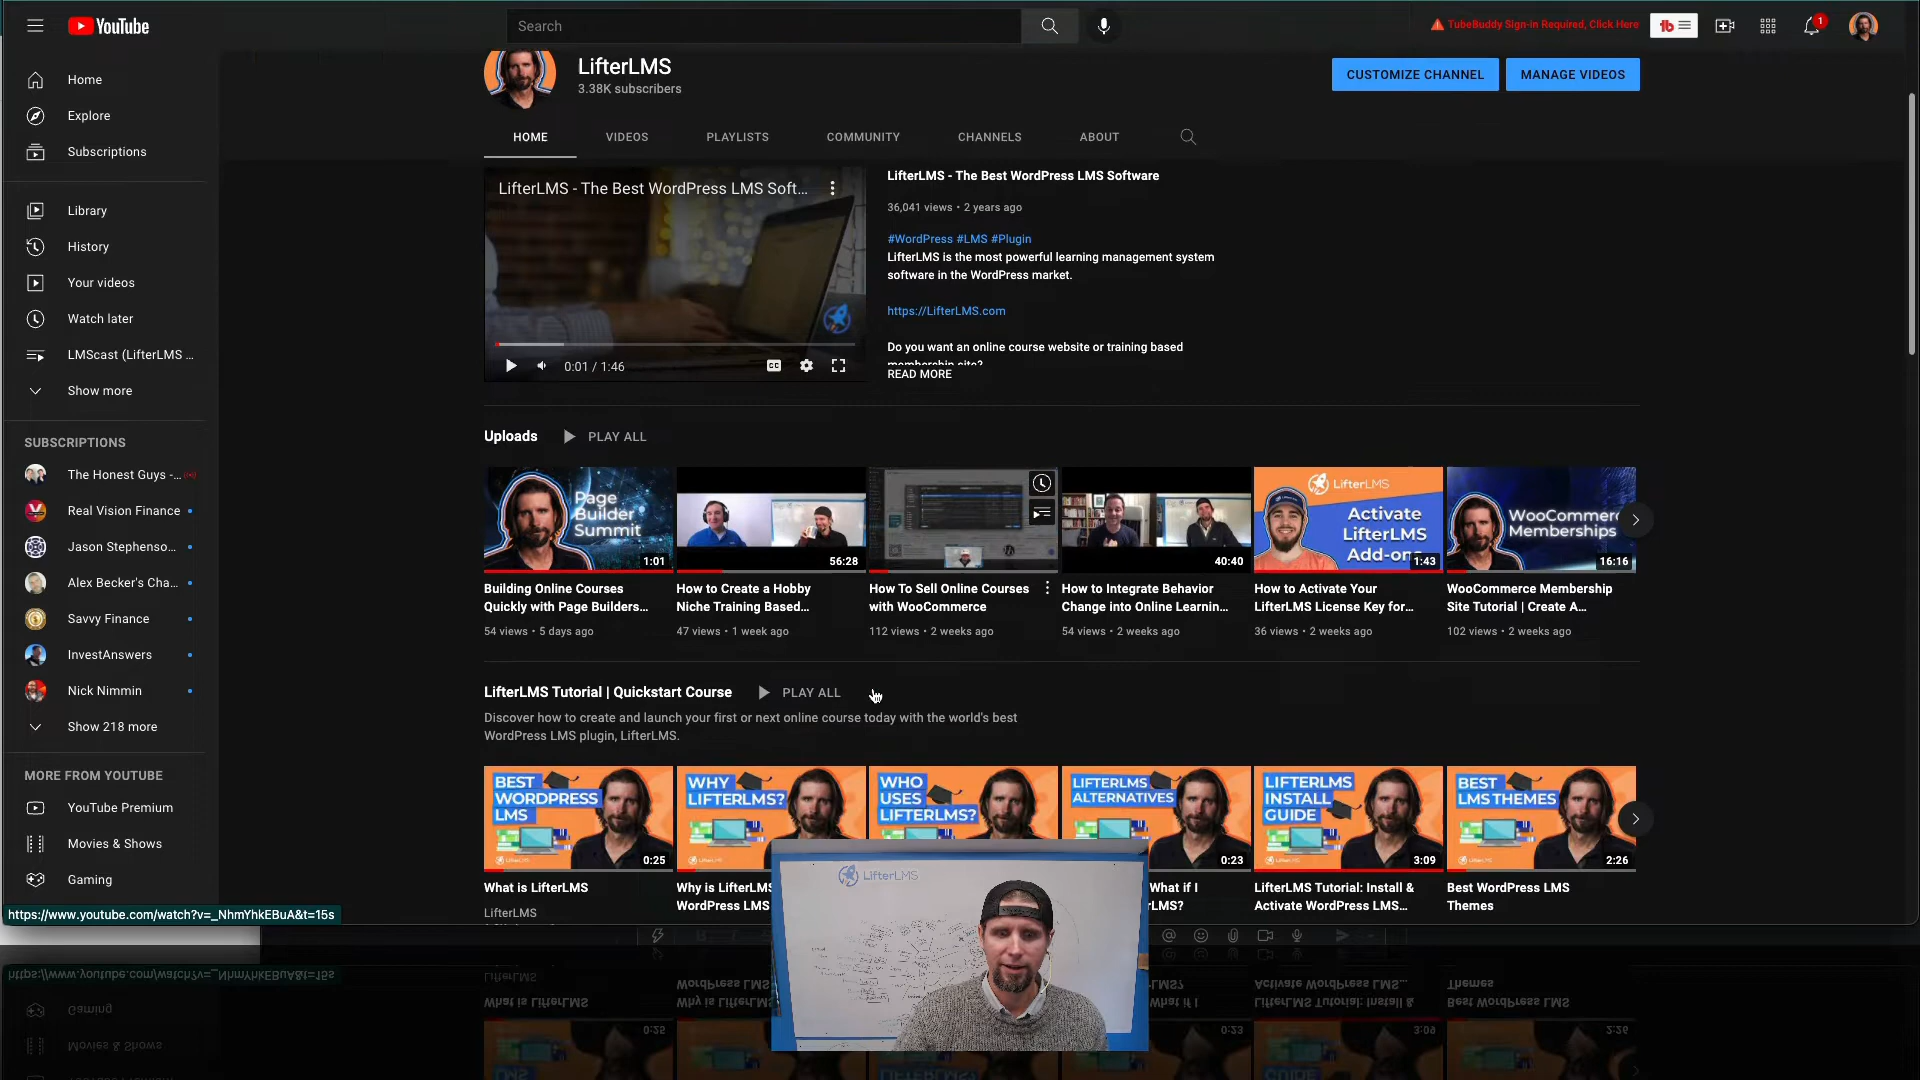 YouTube
Search
TubeBuddy Sign-in Required, Click Here
tb
1
Home
Explore
Subscriptions
Library
History
Your videos
Watch later
LMScast (LifterLMS ...
Show more
SUBSCRIPTIONS
The Honest Guys -...
Real Vision Finance
Jason Stephenso...
Alex Becker's Cha...
Savvy Finance
InvestAnswers
Nick Nimmin
Show 218 more
MORE FROM YOUTUBE
YouTube Premium
Movies & Shows
Gaming
https://www.youtube.com/watch?v=_NhmYhkEBuA&t=15s
LifterLMS
3.38K subscribers
CUSTOMIZE CHANNEL
MANAGE VIDEOS
HOME
VIDEOS
PLAYLISTS
COMMUNITY
CHANNELS
ABOUT
LifterLMS - The Best WordPress LMS Soft...
0:01 / 1:46
CC
LifterLMS - The Best WordPress LMS Software
36,041 views • 2 years ago
#WordPress #LMS #Plugin
LifterLMS is the most powerful learning management system
software in the WordPress market.
https://LifterLMS.com
Do you want an online course website or training based
membership site?
READ MORE
Uploads
PLAY ALL
Page
Builder
Summit
1:01
Building Online Courses
Quickly with Page Builders...
54 views • 5 days ago
56:28
How to Create a Hobby
Niche Training Based...
47 views • 1 week ago
How To Sell Online Courses
with WooCommerce
112 views • 2 weeks ago
40:40
How to Integrate Behavior
Change into Online Learnin...
54 views • 2 weeks ago
LifterLMS
Activate
LifterLMS
Add-ons
1:43
How to Activate Your
LifterLMS License Key for...
36 views • 2 weeks ago
WooCommerce
Memberships
16:16
WooCommerce Membership
Site Tutorial | Create A...
102 views • 2 weeks ago
LifterLMS Tutorial | Quickstart Course
PLAY ALL
Discover how to create and launch your first or next online course today with the world's best
WordPress LMS plugin, LifterLMS.
BEST
WORDPRESS
LMS
0:25
What is LifterLMS
LifterLMS
WHY
LIFTERLMS?
Why is LifterLMS
WordPress LMS
WHO
USES
LIFTERLMS?
LIFTERLMS
ALTERNATIVES
0:23
What if I
LMS?
LIFTERLMS
INSTALL
GUIDE
3:09
LifterLMS Tutorial: Install &
Activate WordPress LMS...
BEST
LMS THEMES
2:26
Best WordPress LMS
Themes
LifterLMS